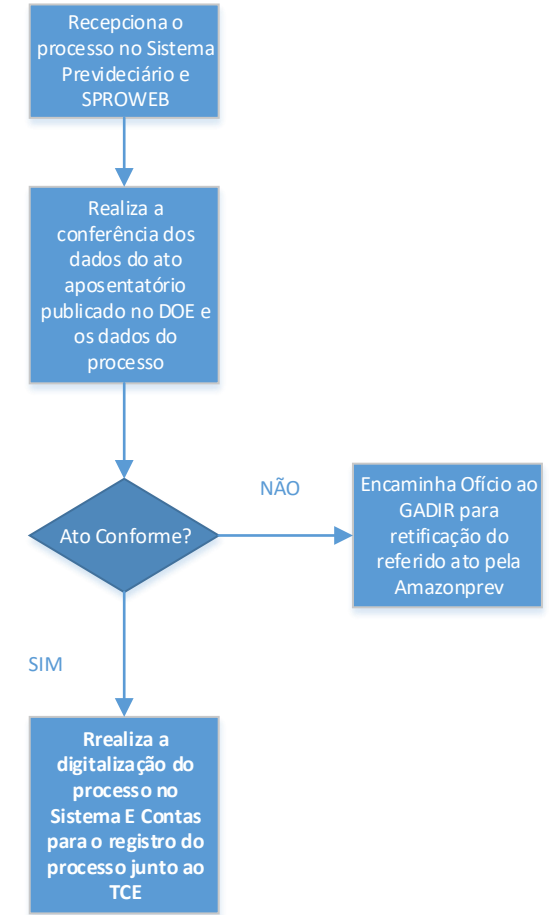 Recepciona o
processo no Sistema
Prevideciário e
SPROWEB
Realiza a
conferência dos
dados do ato
aposentatório
publicado no DOE e
os dados do
processo
Ato Conforme?
NÃO
Encaminha Ofício ao
GADIR para
retificação do
referido ato pela
Amazonprev
SIM
Rrealiza a
digitalização do
processo no
Sistema E Contas
para o registro do
processo junto ao
TCE